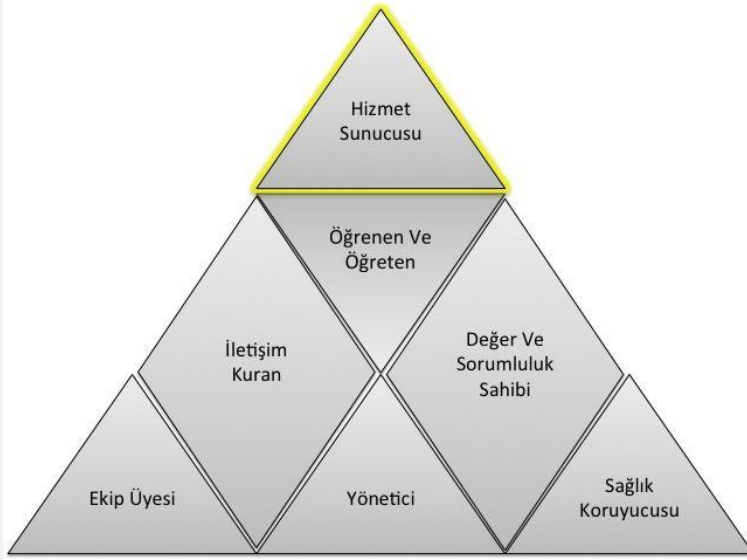 Hizmet
Sunucusu
Öğrenen Ve
Öğreten
İletişim
Kuran
Değer Ve
Sorumluluk
Sahibi
Ekip Üyesi
Yönetici
Sağlık
Koruyucusu